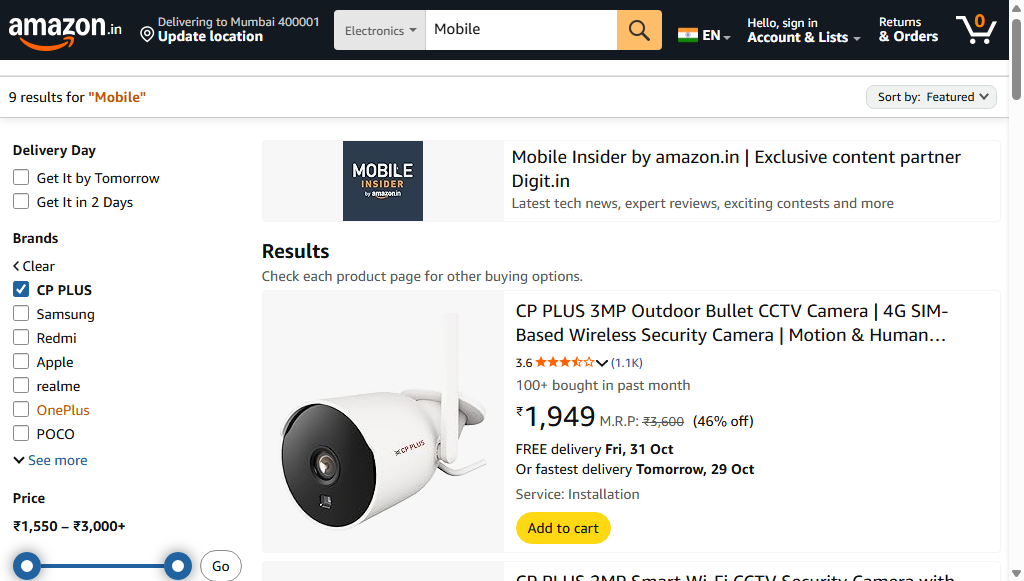 amazon.in
Delivering to Mumbai 400001
Update location
Electronics
Mobile
EN
Hello, sign in
Account & Lists
Returns
& Orders
0
9 results for "Mobile"
Sort by: Featured
Delivery Day
Get It by Tomorrow
Get It in 2 Days
Brands
Clear
CP PLUS
Samsung
Redmi
Apple
realme
OnePlus
POCO
See more
Price
₹1,550 – ₹3,000+
Go
MOBILE
INSIDER
by amazon.in
Mobile Insider by amazon.in | Exclusive content partner
Digit.in
Latest tech news, expert reviews, exciting contests and more
Results
Check each product page for other buying options.
CP PLUS
CP PLUS 3MP Outdoor Bullet CCTV Camera | 4G SIM-
Based Wireless Security Camera | Motion & Human…
3.6 (1.1K)
100+ bought in past month
₹1,949 M.R.P: ₹3,600 (46% off)
FREE delivery Fri, 31 Oct
Or fastest delivery Tomorrow, 29 Oct
Service: Installation
Add to cart
CP PLUS 2MP Smart Wi-Fi CCTV Security Camera with